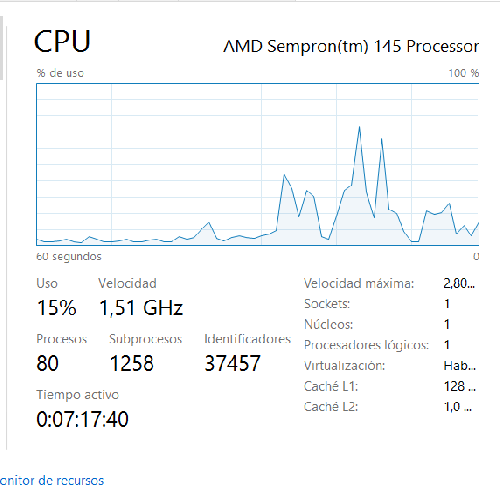 CPU
AMD Sempron(tm) 145 Processor
% de uso
100 %
60 segundos
0
Uso
Velocidad
15%
1,51 GHz
Procesos
Subprocesos
Identificadores
80
1258
37457
Tiempo activo
0:07:17:40
Velocidad máxima:
2,80...
Sockets:
1
Núcleos:
1
Procesadores lógicos:
1
Virtualización:
Hab...
Caché L1:
128 ...
Caché L2:
1,0 ...
onitor de recursos